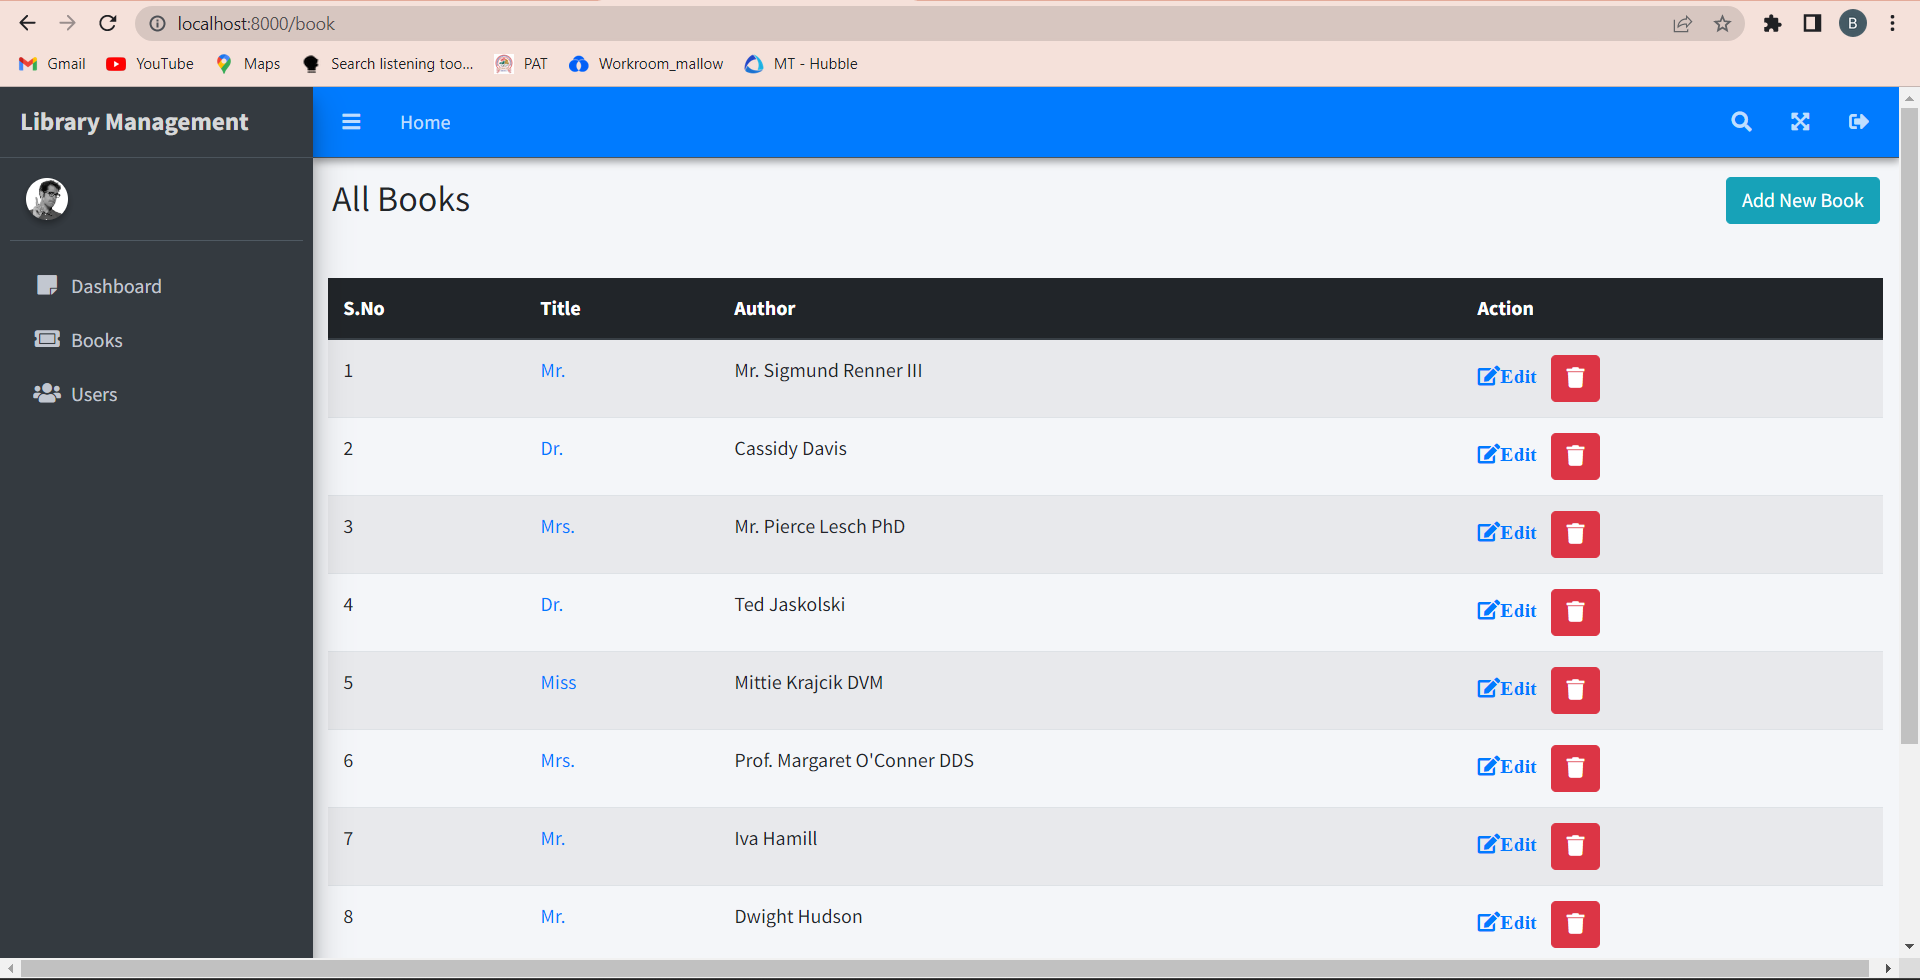 localhost:8000/book
B
Gmail YouTube Maps Search listening too... PAT Workroom_mallow MT - Hubble
Library Management
Home
All Books
Add New Book
Dashboard
Books
Users
S.No Title Author Action
1 Mr. Mr. Sigmund Renner III Edit
2 Dr. Cassidy Davis Edit
3 Mrs. Mr. Pierce Lesch PhD Edit
4 Dr. Ted Jaskolski Edit
5 Miss Mittie Krajcik DVM Edit
6 Mrs. Prof. Margaret O'Conner DDS Edit
7 Mr. Iva Hamill Edit
8 Mr. Dwight Hudson Edit